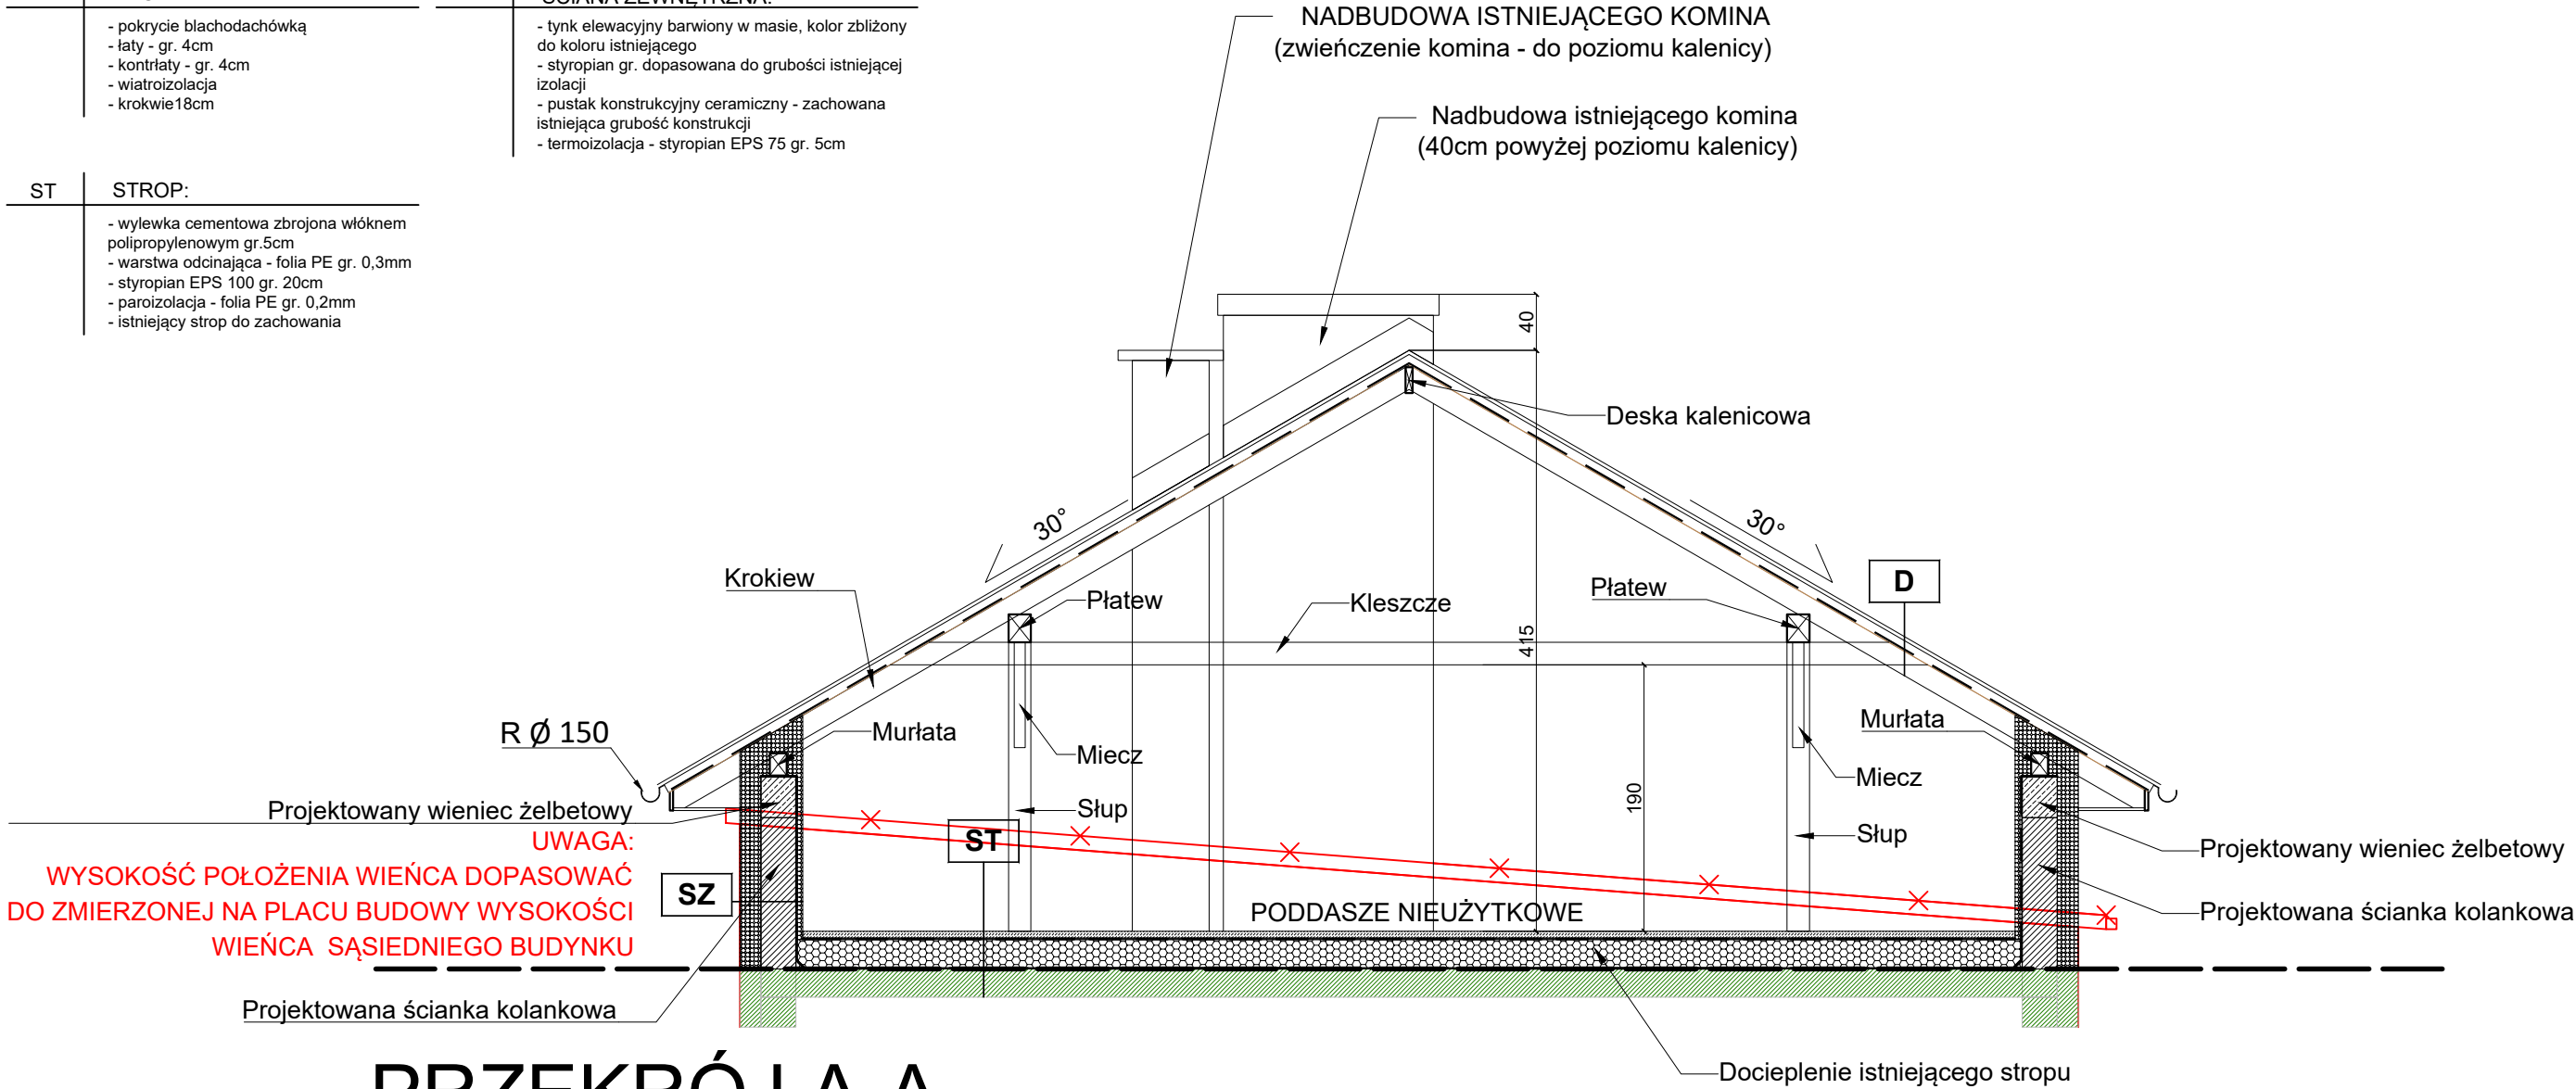 - pokrycie blachodachówką
- łaty - gr. 4cm
- kontrłaty - gr. 4cm
- wiatroizolacja
- krokwie18cm
ŚCIANA ZEWNĘTRZNA:
- tynk elewacyjny barwiony w masie, kolor zbliżony
do koloru istniejącego
- styropian gr. dopasowana do grubości istniejącej
izolacji
- pustak konstrukcyjny ceramiczny - zachowana
istniejąca grubość konstrukcji
- termoizolacja - styropian EPS 75 gr. 5cm
ST STROP:
- wylewka cementowa zbrojona włóknem
polipropylenowym gr.5cm
- warstwa odcinająca - folia PE gr. 0,3mm
- styropian EPS 100 gr. 20cm
- paroizolacja - folia PE gr. 0,2mm
- istniejący strop do zachowania
NADBUDOWA ISTNIEJĄCEGO KOMINA
(zwieńczenie komina - do poziomu kalenicy)
Nadbudowa istniejącego komina
(40cm powyżej poziomu kalenicy)
40
Deska kalenicowa
30°
30°
Krokiew
Płatew
Kleszcze
415
Płatew
D
R Ø 150
Murłata
Miecz
Murłata
Miecz
190
Projektowany wieniec żelbetowy
Słup
ST
Słup
UWAGA:
WYSOKOŚĆ POŁOŻENIA WIEŃCA DOPASOWAĆ
DO ZMIERZONEJ NA PLACU BUDOWY WYSOKOŚCI
WIEŃCA SĄSIEDNIEGO BUDYNKU
SZ
PODDASZE NIEUŻYTKOWE
Projektowany wieniec żelbetowy
Projektowana ścianka kolankowa
Projektowana ścianka kolankowa
Docieplenie istniejącego stropu
PRZEKRÓJ A-A